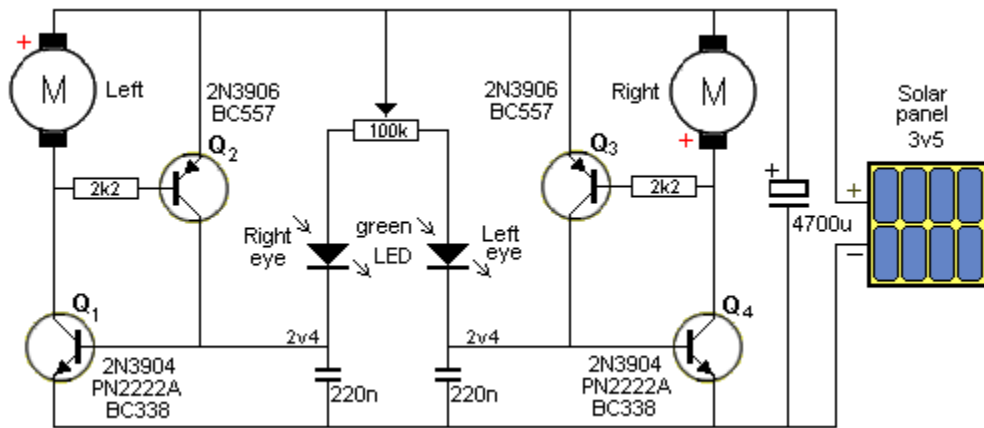 +
M
Left
2N3906
BC557
Q2
2k2
Q1
2N3904
PN2222A
BC338
100k
Right
eye
green
LED
Left
eye
2v4
2v4
220n
220n
2N3906
BC557
Q3
2k2
Right
M
+
Q4
2N3904
PN2222A
BC338
+
4700u
Solar
panel
3v5
+
−